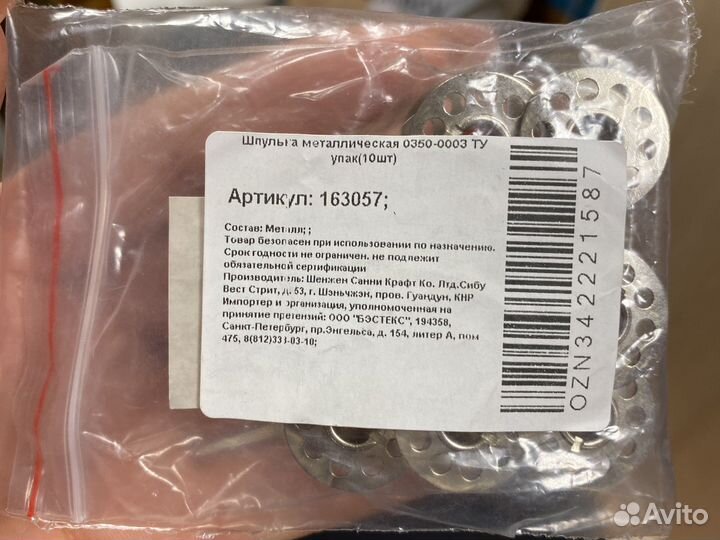 Шпулька металлическая 0350-0003 ТУ
упак(10шт)
Артикул: 163057;
Состав: Металл; ;
Товар безопасен при использовании по назначению.
Срок годности не ограничен. не подлежит
обязательной сертификации
Производитель: Шенжен Санни Крафт Ко. Лтд.Сибу
Вест Стрит, д. 53, г. Шэньчжэн, пров. Гуандун, КНР
Импортер и организация, уполномоченная на
принятие претензий: ООО "БЭСТЕКС", 194358,
Санкт-Петербург, пр.Энгельса, д. 154, литер А, пом
475, 8(812)33-03-10;
OZN342221587
Avito